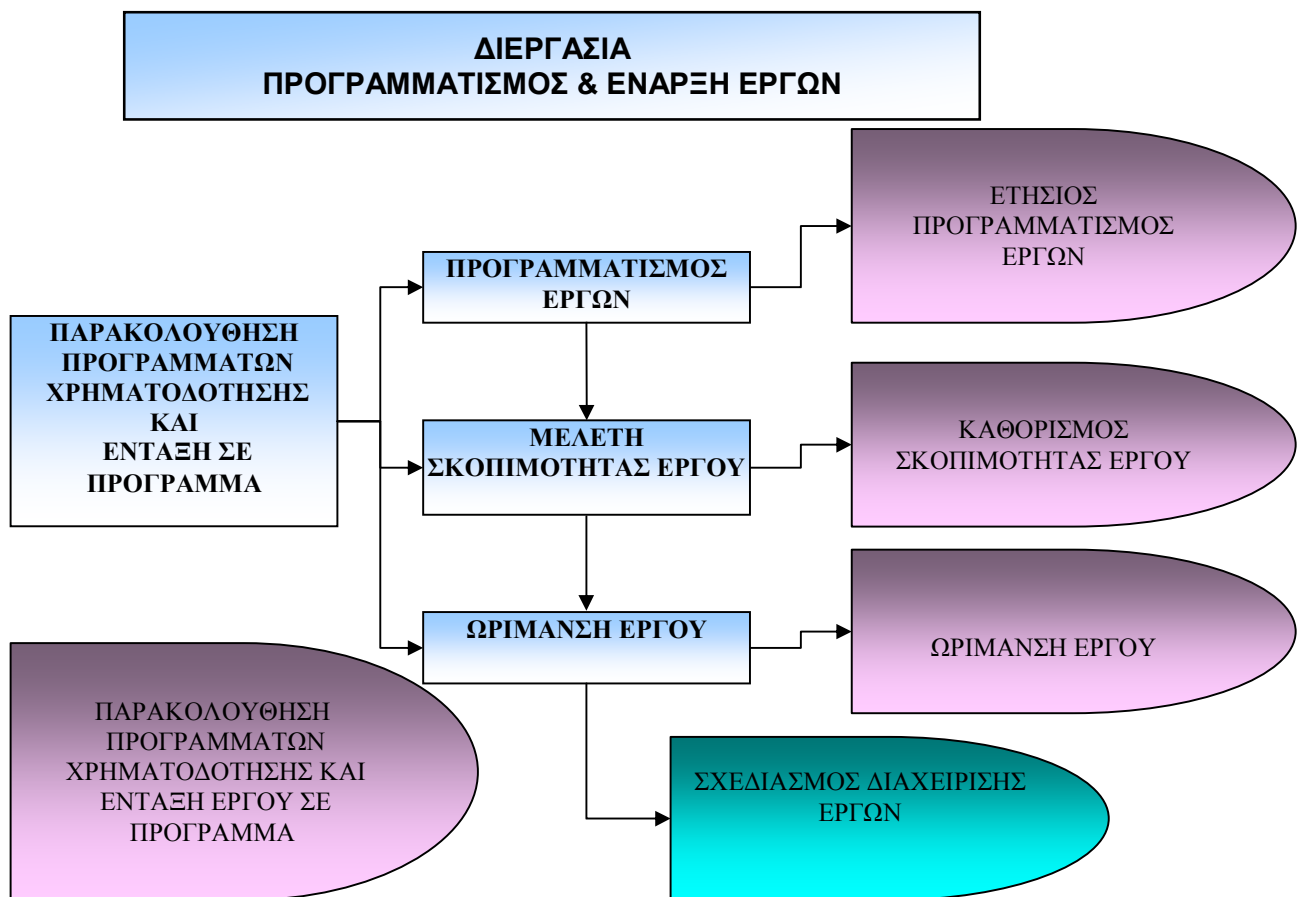 ΔΙΕΡΓΑΣΙΑ
ΠΡΟΓΡΑΜΜΑΤΙΣΜΟΣ & ΕΝΑΡΞΗ ΕΡΓΩΝ
ΕΤΗΣΙΟΣ
ΠΡΟΓΡΑΜΜΑΤΙΣΜΟΣ
ΕΡΓΩΝ
ΠΡΟΓΡΑΜΜΑΤΙΣΜΟΣ
ΕΡΓΩΝ
ΠΑΡΑΚΟΛΟΥΘΗΣΗ
ΠΡΟΓΡΑΜΜΑΤΩΝ
ΧΡΗΜΑΤΟΔΟΤΗΣΗΣ
ΚΑΙ
ΕΝΤΑΞΗ ΣΕ
ΠΡΟΓΡΑΜΜΑ
ΜΕΛΕΤΗ
ΣΚΟΠΙΜΟΤΗΤΑΣ ΕΡΓΟΥ
ΚΑΘΟΡΙΣΜΟΣ
ΣΚΟΠΙΜΟΤΗΤΑΣ ΕΡΓΟΥ
ΩΡΙΜΑΝΣΗ ΕΡΓΟΥ
ΩΡΙΜΑΝΣΗ ΕΡΓΟΥ
ΠΑΡΑΚΟΛΟΥΘΗΣΗ
ΠΡΟΓΡΑΜΜΑΤΩΝ
ΧΡΗΜΑΤΟΔΟΤΗΣΗΣ ΚΑΙ
ΕΝΤΑΞΗ ΕΡΓΟΥ ΣΕ
ΠΡΟΓΡΑΜΜΑ
ΣΧΕΔΙΑΣΜΟΣ ΔΙΑΧΕΙΡΙΣΗΣ
ΕΡΓΩΝ